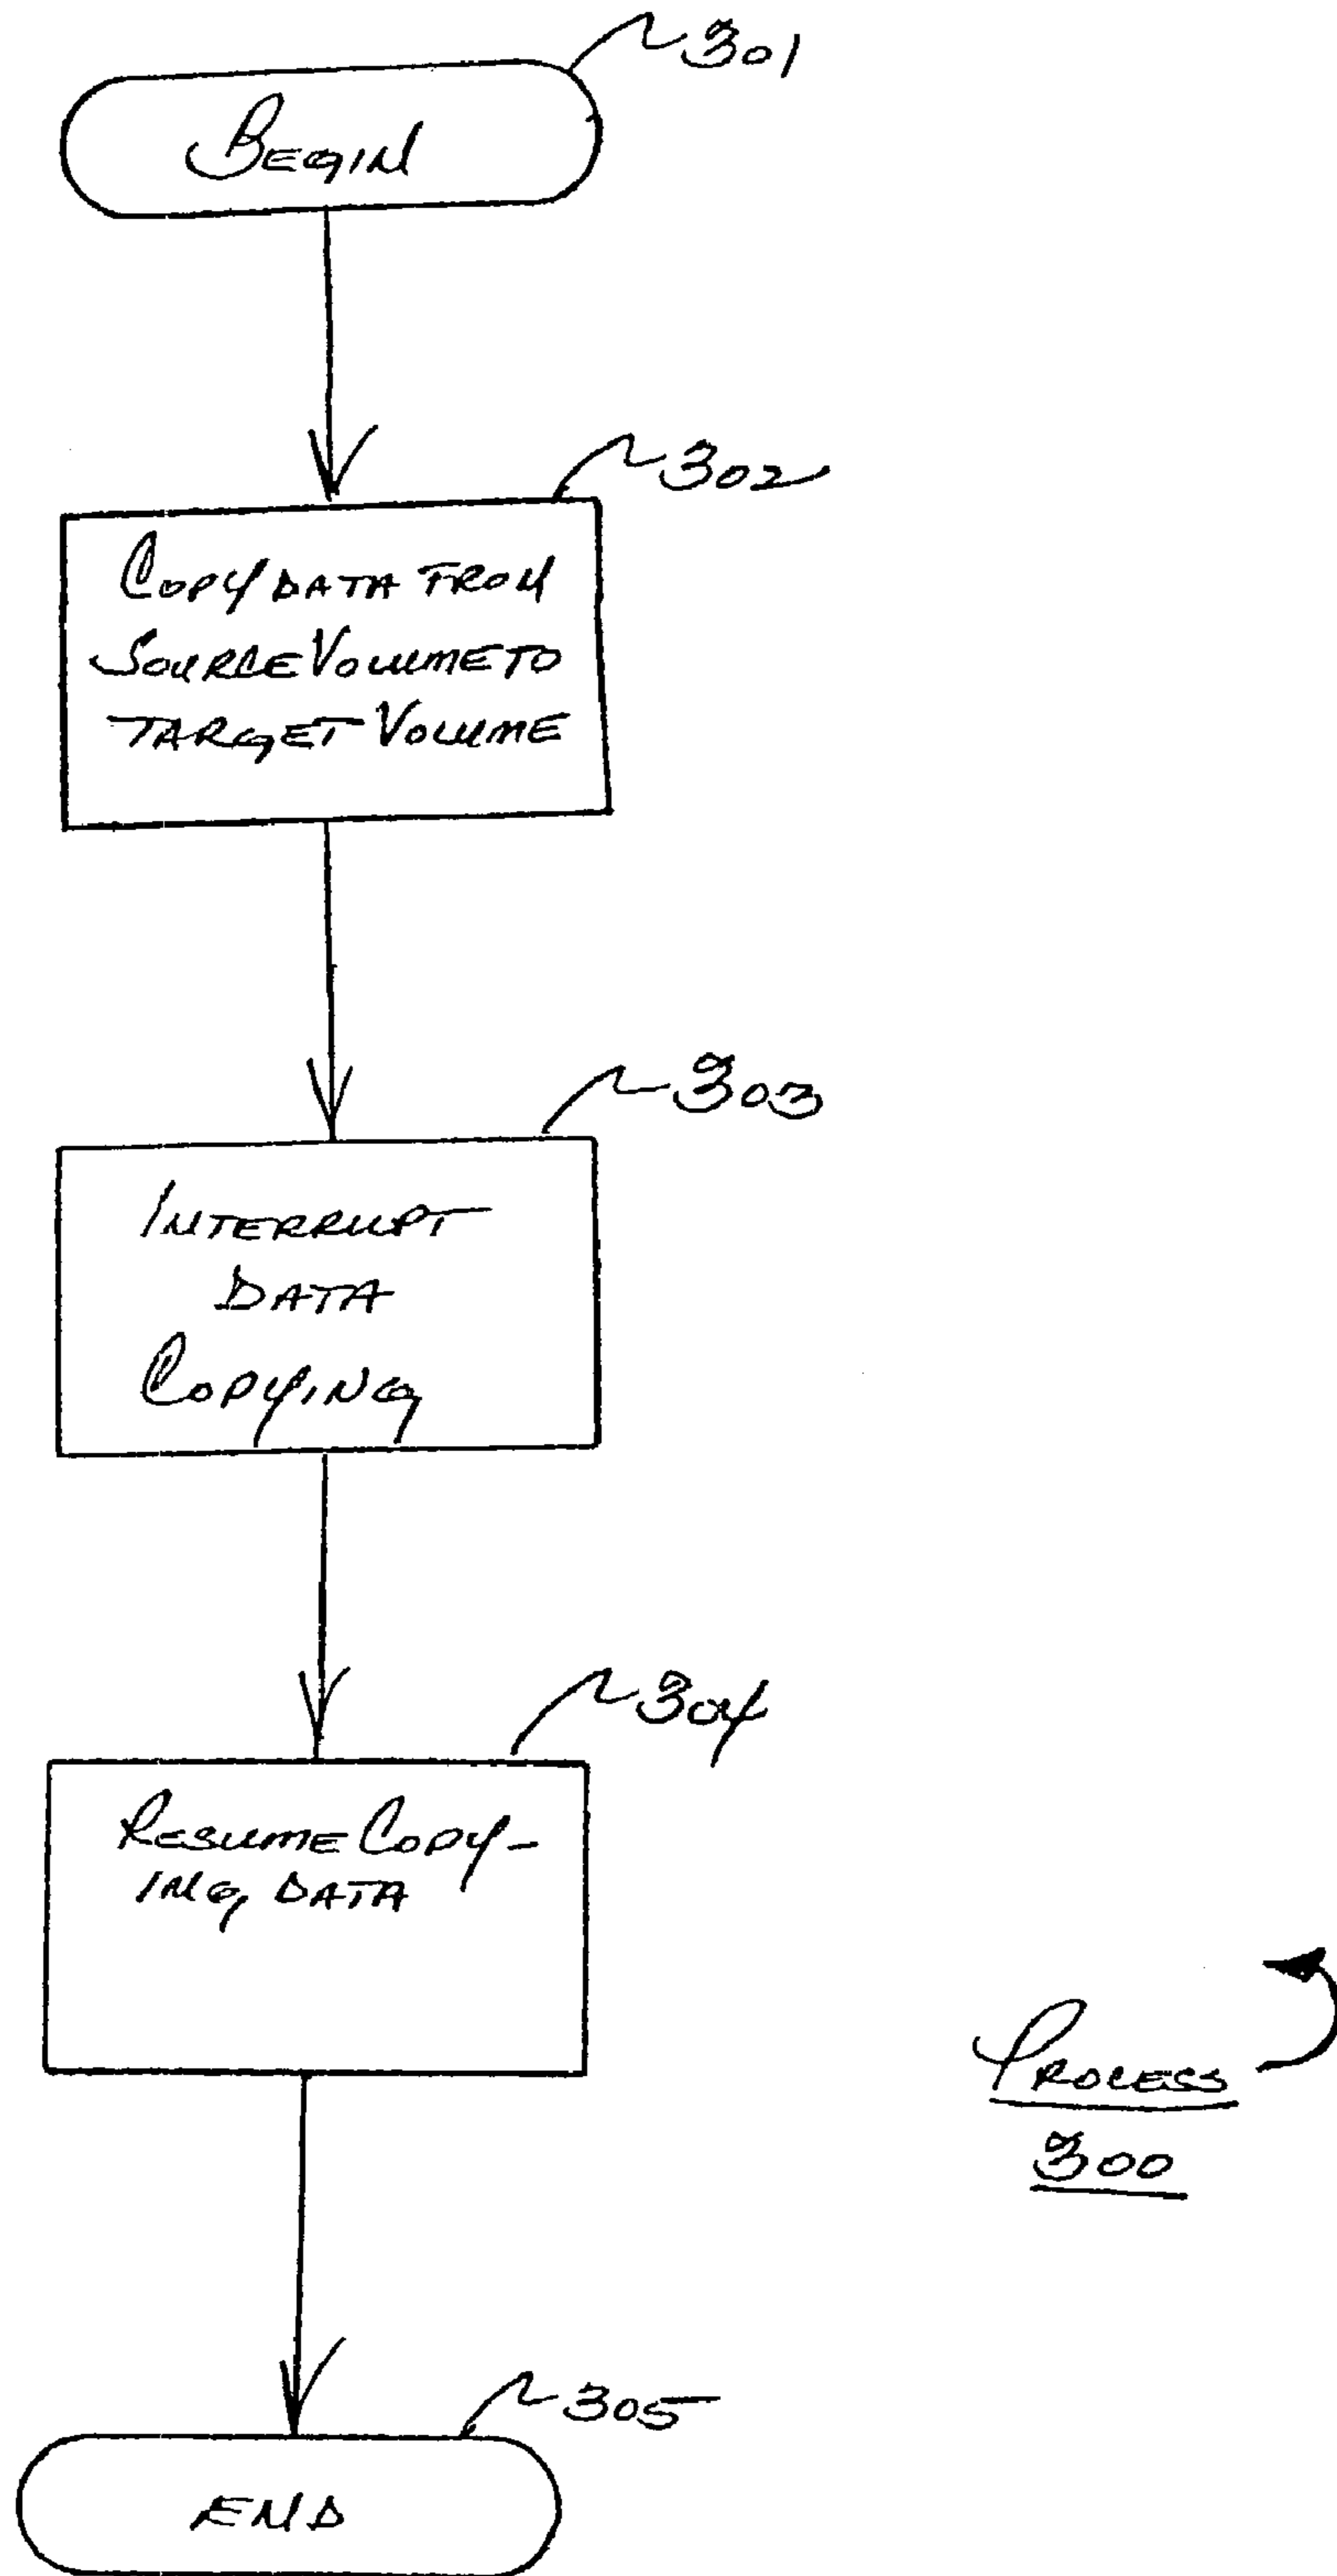 301
BEGIN
302
COPY DATA FROM
SOURCE VOLUME TO
TARGET VOLUME
303
INTERRUPT
DATA
COPYING
304
RESUME COPY-
ING DATA
PROCESS
300
305
END